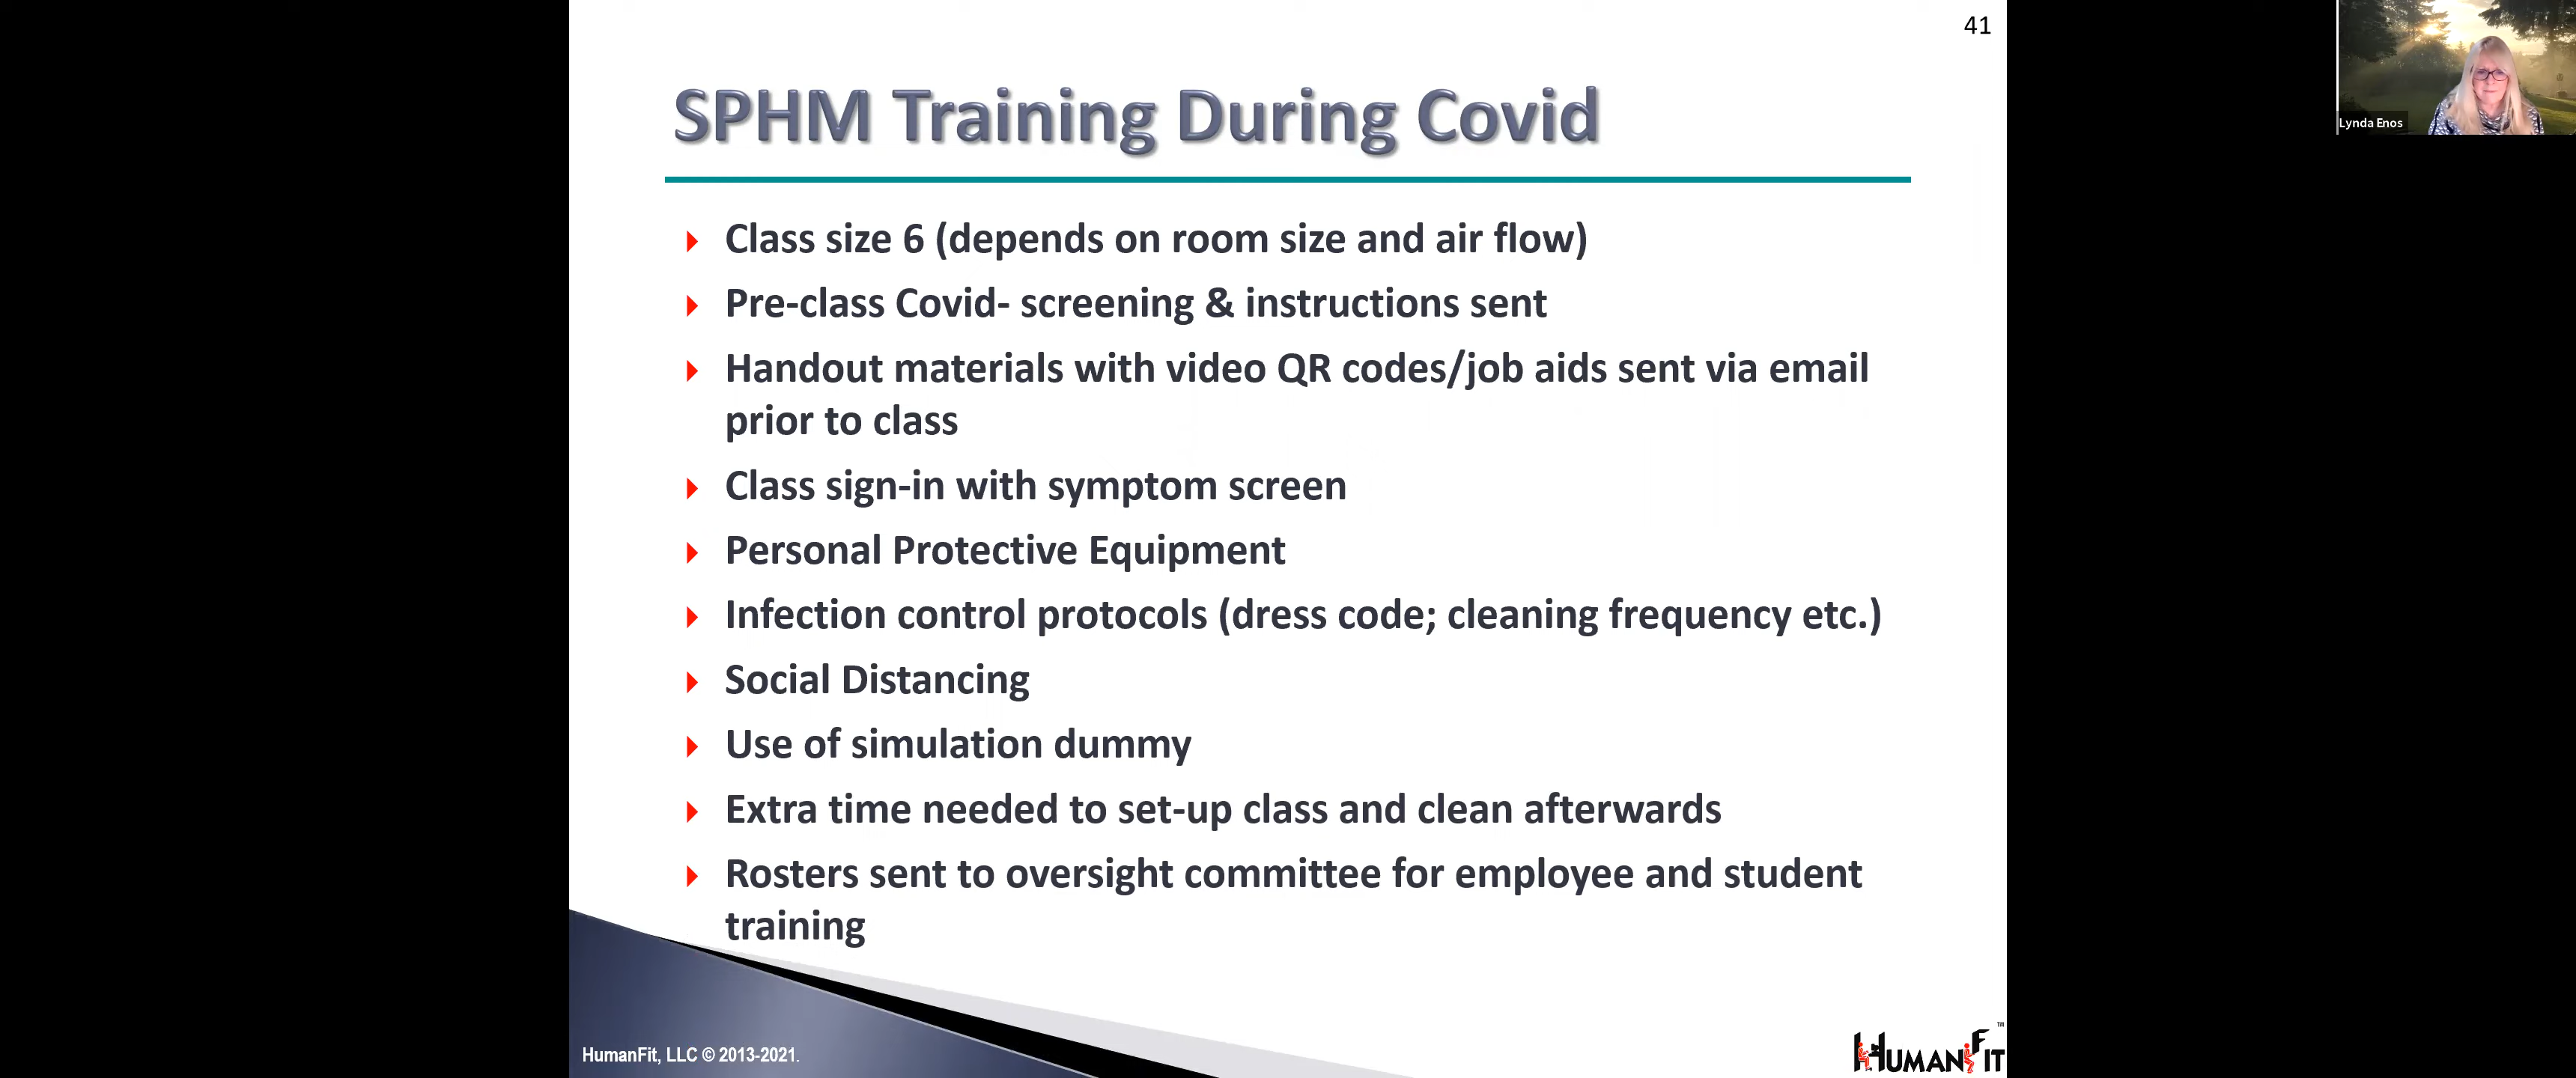 41
Lynda Enos
SPHM Training During Covid
Class size 6 (depends on room size and air flow)
Pre-class Covid- screening & instructions sent
Handout materials with video QR codes/job aids sent via email
prior to class
Class sign-in with symptom screen
Personal Protective Equipment
Infection control protocols (dress code; cleaning frequency etc.)
Social Distancing
Use of simulation dummy
Extra time needed to set-up class and clean afterwards
Rosters sent to oversight committee for employee and student
training
HumanFit, LLC © 2013-2021.
HUMANFIT™